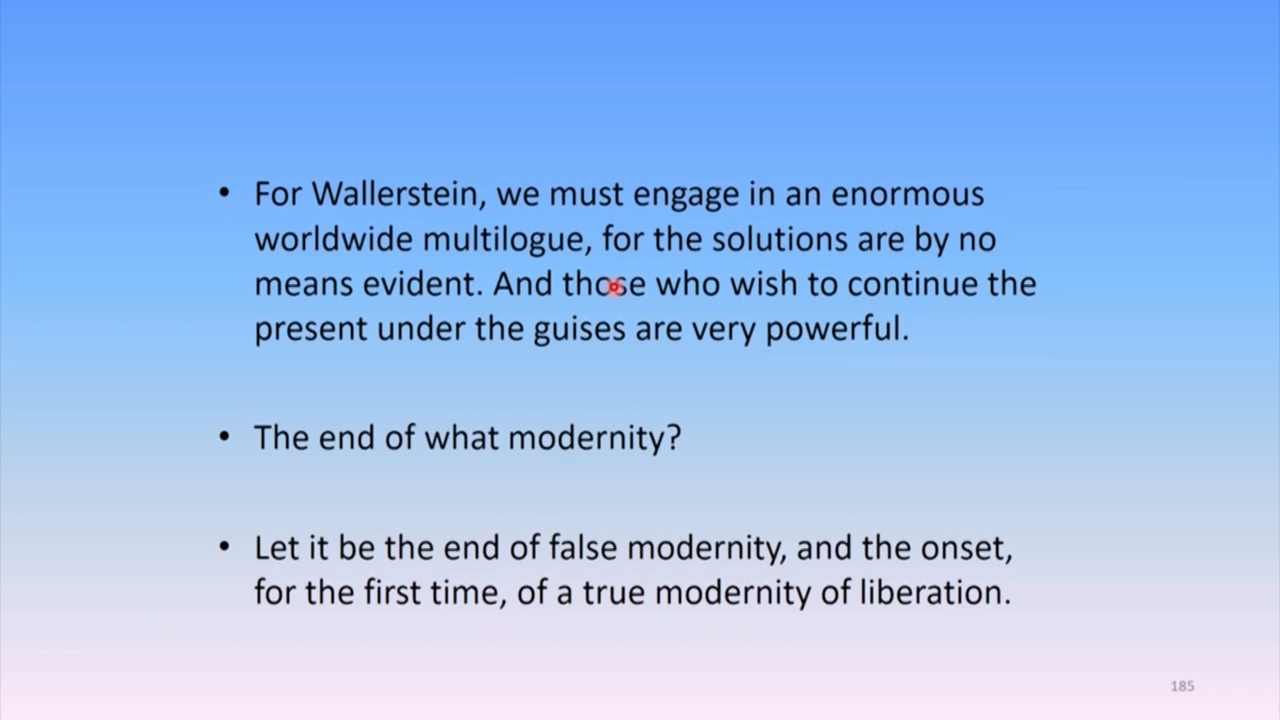 • For Wallerstein, we must engage in an enormous
worldwide multilogue, for the solutions are by no
means evident. And those who wish to continue the
present under the guises are very powerful.
• The end of what modernity?
• Let it be the end of false modernity, and the onset,
for the first time, of a true modernity of liberation.
185